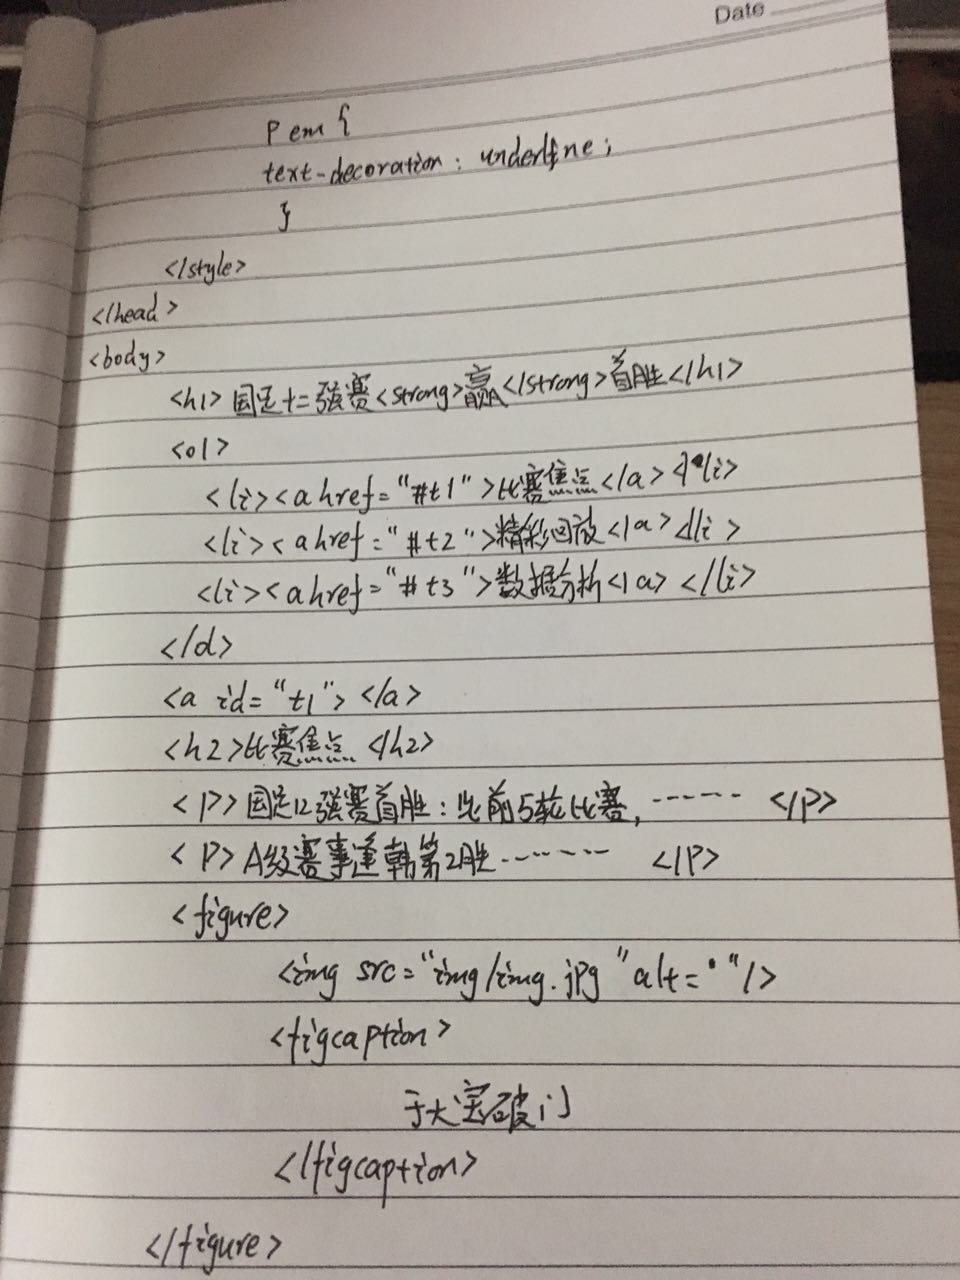 Date
p em {
text-decoration : underline;
}
</style>
</head>
<body>
<h1>国足十二强赛<strong>赢</strong>首胜</h1>
<ol>
<li><a href="#t1">比赛焦点</a></li>
<li><a href="#t2">精彩回放</a></li>
<li><a href="#t3">数据分析</a></li>
</ol>
<a id="t1"></a>
<h2>比赛焦点</h2>
<P>国足12强赛首胜：此前5轮比赛，------ </P>
<P>A级赛事逢韩第2胜------- </P>
<figure>
<img src="img/img.jpg" alt=""/>
<figcaption>
于大宝破门
</figcaption>
</figure>